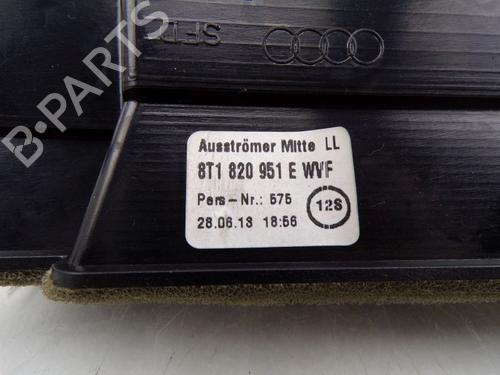 SFT
B-PARTS
Ausströmer Mitte LL
8T1 820 951 E WVF
Pers-Nr.: 575
12S
28.06.13 18:56